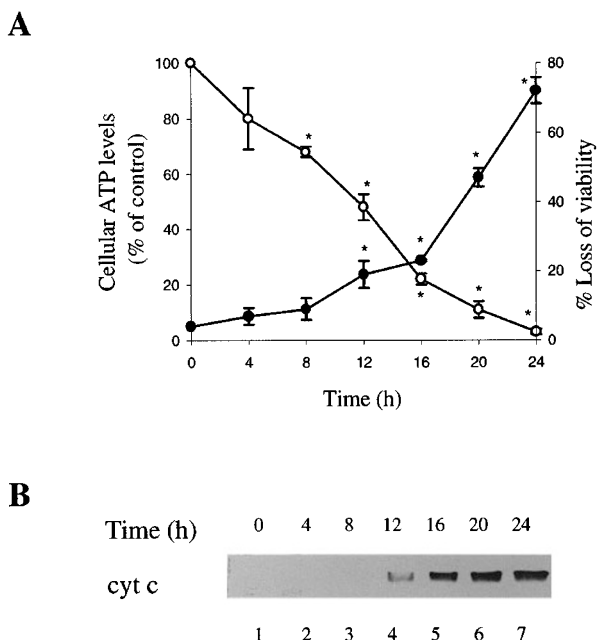 A
Cellular ATP levels
(% of control)
100
80
60
40
20
0
80
60
40
20
0
% Loss of viability
* * * * * * * * *
0 4 8 12 16 20 24
Time (h)
B
Time (h) 0 4 8 12 16 20 24
cyt c
1 2 3 4 5 6 7